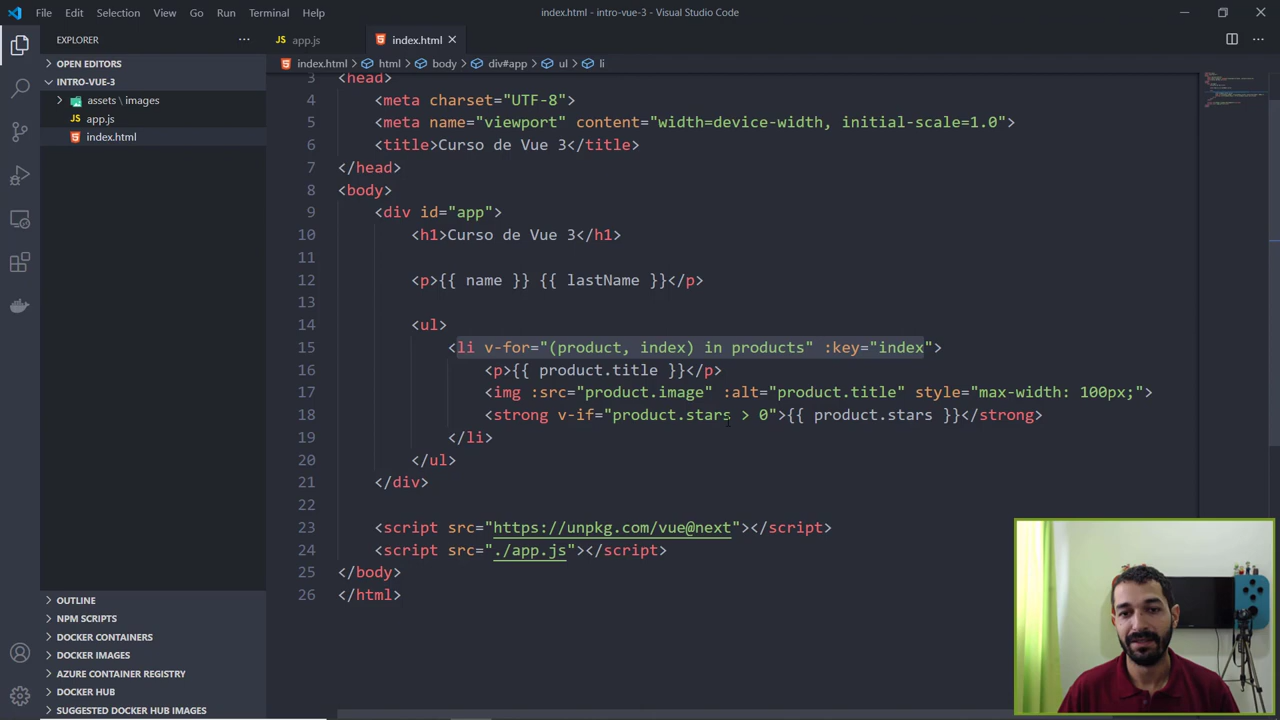 File Edit Selection View Go Run Terminal Help
index.html - intro-vue-3 - Visual Studio Code
EXPLORER
OPEN EDITORS
INTRO-VUE-3
assets \ images
app.js
index.html
OUTLINE
NPM SCRIPTS
DOCKER CONTAINERS
DOCKER IMAGES
AZURE CONTAINER REGISTRY
DOCKER HUB
SUGGESTED DOCKER HUB IMAGES
app.js index.html
index.html > html > body > div#app > ul > li
3 <head>
4 <meta charset="UTF-8">
5 <meta name="viewport" content="width=device-width, initial-scale=1.0">
6 <title>Curso de Vue 3</title>
7 </head>
8 <body>
9 <div id="app">
10 <h1>Curso de Vue 3</h1>
11
12 <p>{{ name }} {{ lastName }}</p>
13
14 <ul>
15 <li v-for="(product, index) in products" :key="index">
16 <p>{{ product.title }}</p>
17 <img :src="product.image" :alt="product.title" style="max-width: 100px;">
18 <strong v-if="product.stars > 0">{{ product.stars }}</strong>
19 </li>
20 </ul>
21 </div>
22
23 <script src="https://unpkg.com/vue@next"></script>
24 <script src="./app.js"></script>
25 </body>
26 </html>